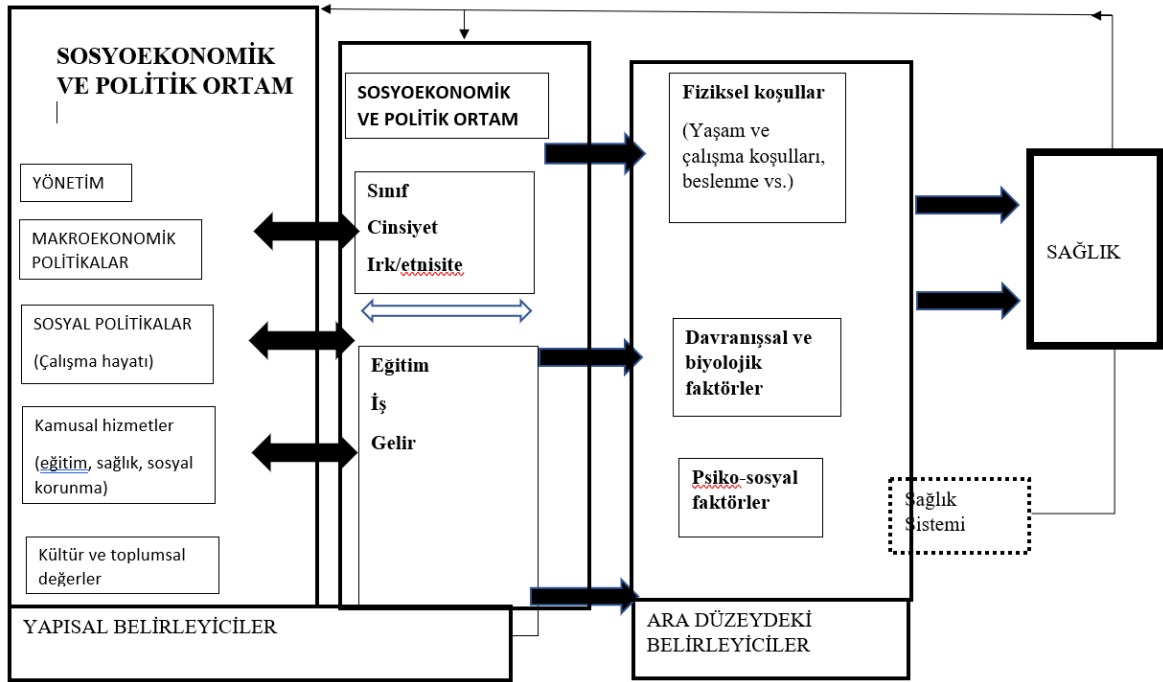 SOSYOEKONOMİK
VE POLİTİK ORTAM
YÖNETİM
MAKROEKONOMİK
POLİTİKALAR
SOSYAL POLİTİKALAR
(Çalışma hayatı)
Kamusal hizmetler
(eğitim, sağlık, sosyal
korunma)
Kültür ve toplumsal
değerler
YAPISAL BELİRLEYİCİLER
SOSYOEKONOMİK
VE POLİTİK ORTAM
Sınıf
Cinsiyet
Irk/etnisite
Eğitim
İş
Gelir
Fiziksel koşullar
(Yaşam ve
çalışma koşulları,
beslenme vs.)
Davranışsal ve
biyolojik
faktörler
Psiko-sosyal
faktörler
ARA DÜZEYDEKİ
BELİRLEYİCİLER
Sağlık
Sistemi
SAĞLIK